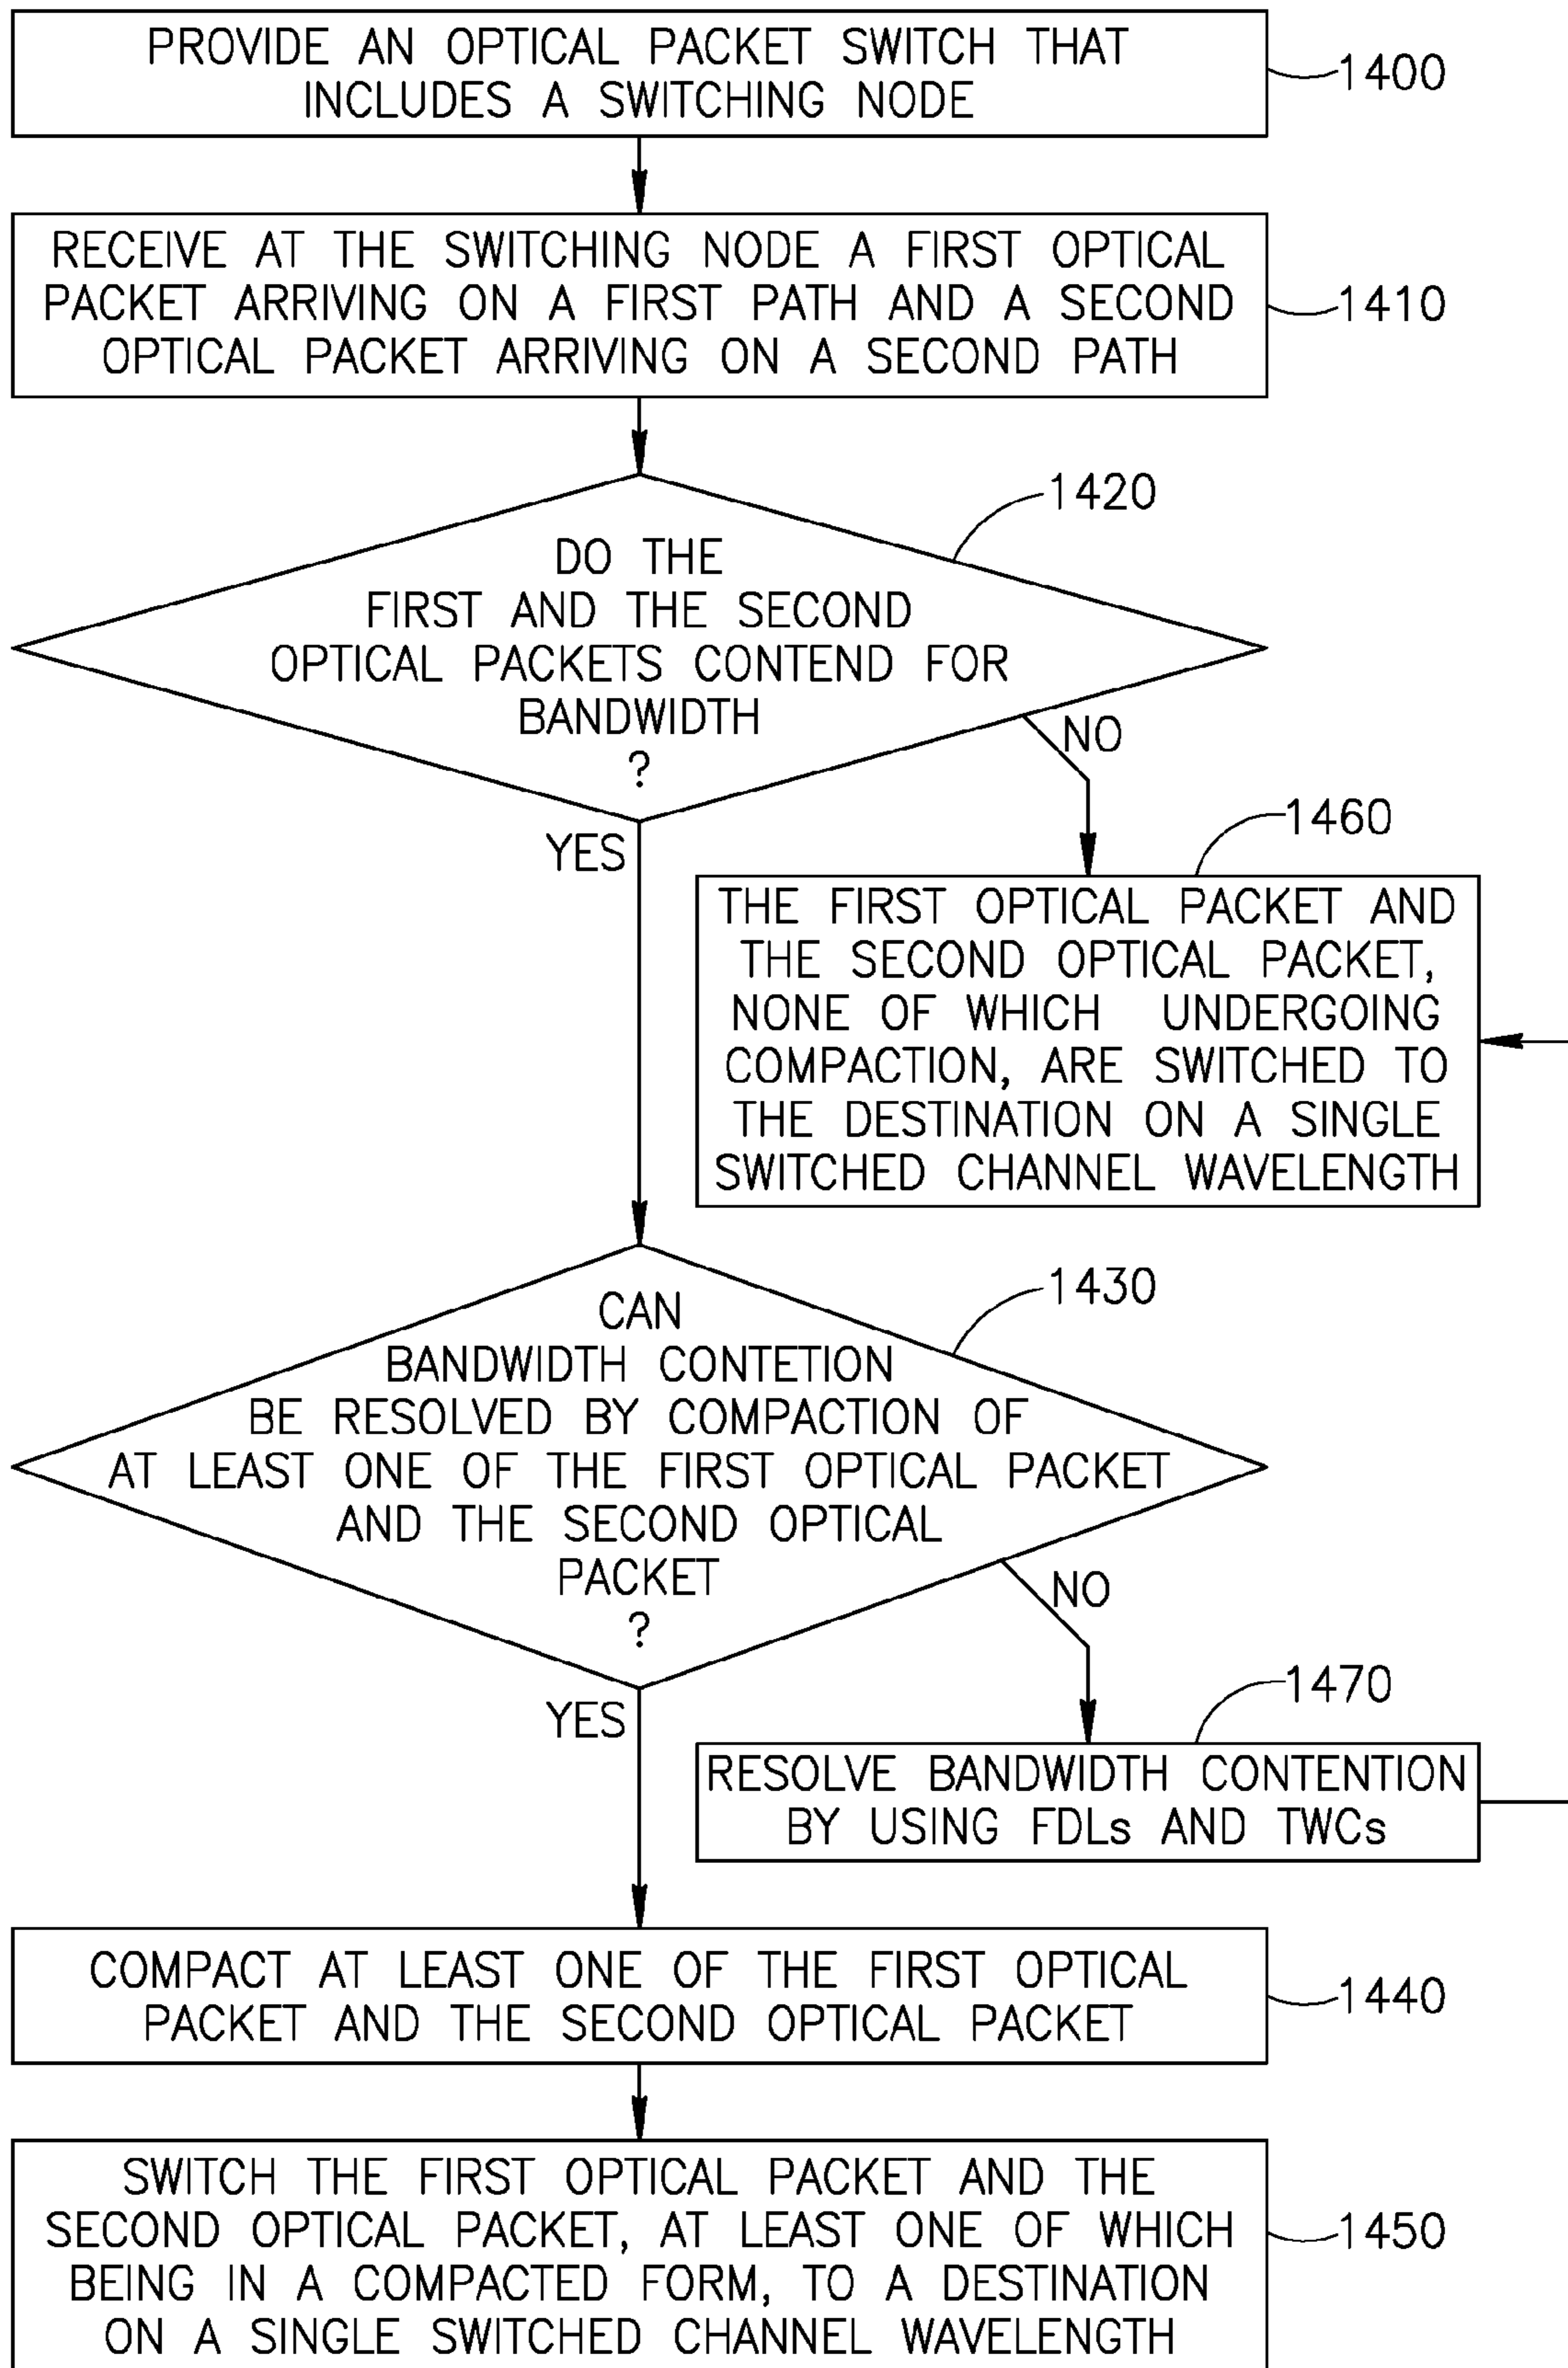 PROVIDE AN OPTICAL PACKET SWITCH THAT
INCLUDES A SWITCHING NODE
1400
RECEIVE AT THE SWITCHING NODE A FIRST OPTICAL
PACKET ARRIVING ON A FIRST PATH AND A SECOND
OPTICAL PACKET ARRIVING ON A SECOND PATH
1410
1420
DO THE
FIRST AND THE SECOND
OPTICAL PACKETS CONTEND FOR
BANDWIDTH
?
NO
YES
1460
THE FIRST OPTICAL PACKET AND
THE SECOND OPTICAL PACKET,
NONE OF WHICH UNDERGOING
COMPACTION, ARE SWITCHED TO
THE DESTINATION ON A SINGLE
SWITCHED CHANNEL WAVELENGTH
1430
CAN
BANDWIDTH CONTETION
BE RESOLVED BY COMPACTION OF
AT LEAST ONE OF THE FIRST OPTICAL PACKET
AND THE SECOND OPTICAL
PACKET
?
NO
YES
1470
RESOLVE BANDWIDTH CONTENTION
BY USING FDLs AND TWCs
COMPACT AT LEAST ONE OF THE FIRST OPTICAL
PACKET AND THE SECOND OPTICAL PACKET
1440
SWITCH THE FIRST OPTICAL PACKET AND THE
SECOND OPTICAL PACKET, AT LEAST ONE OF WHICH
BEING IN A COMPACTED FORM, TO A DESTINATION
ON A SINGLE SWITCHED CHANNEL WAVELENGTH
1450